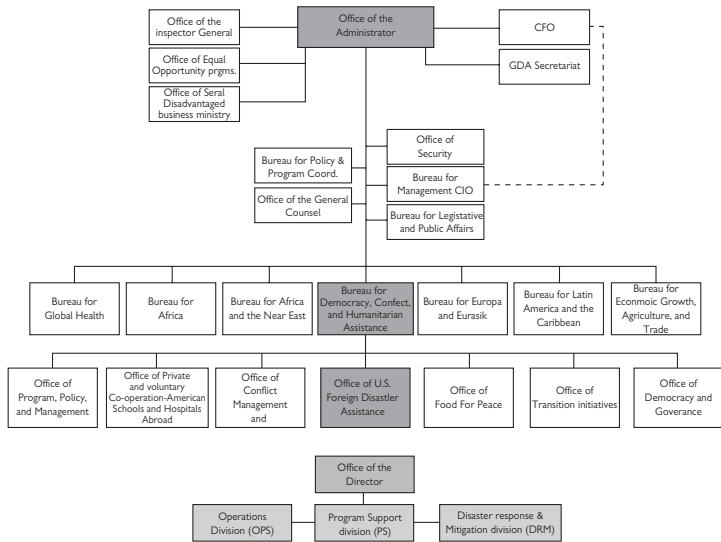 Office of the
inspector General
Office of the
Administrator
CFO
Office of Equal
Opportunity prgms.
GDA Secretariat
Office of Seral
Disadvantaged
business ministry
Office of
Security
Bureau for Policy &
Program Coord.
Bureau for
Management CIO
Office of the General
Counsel
Bureau for Legistative
and Public Affairs
Bureau for
Global Health
Bureau for
Africa
Bureau for Africa
and the Near East
Bureau for
Democracy, Confect,
and Humanitarian
Assistance
Bureau for Europa
and Eurasik
Bureau for Latin
America and the
Caribbean
Bureau for
Econmoic Growth,
Agriculture, and
Trade
Office of
Program, Policy,
and Management
Office of Private
and voluntary
Co-operation-American
Schools and Hospitals
Abroad
Office of
Conflict
Management
and
Office of U.S.
Foreign Disastler
Assistance
Office of
Food For Peace
Office of
Transition initiatives
Office of
Democracy and
Goverance
Office of the
Director
Operations
Division (OPS)
Program Support
division (PS)
Disaster response &
Mitigation division (DRM)